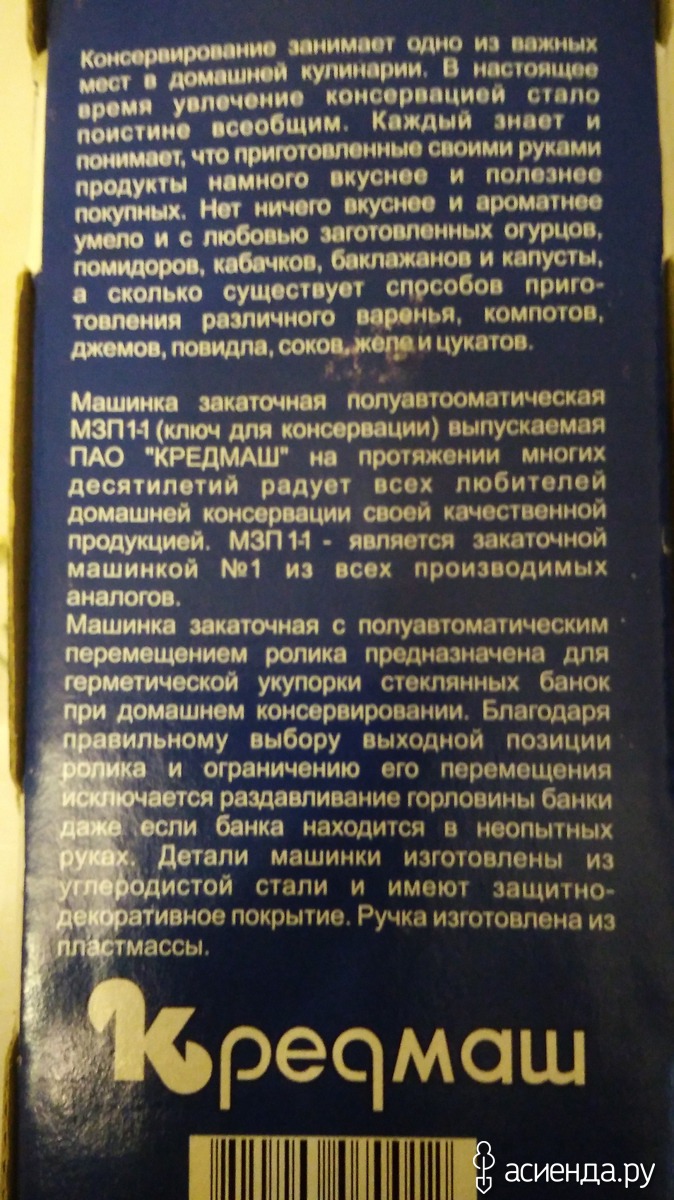 Консервирование занимает одно из важных
мест в домашней кулинарии. В настоящее
время увлечение консервацией стало
поистине всеобщим. Каждый знает и
понимает, что приготовленные своими руками
продукты намного вкуснее и полезнее
покупных. Нет ничего вкуснее и ароматнее
умело и с любовью заготовленных огурцов,
помидоров, кабачков, баклажанов и капусты,
а сколько существует способов приго-
товления различного варенья, компотов,
джемов, повидла, соков, желе и цукатов.
Машинка закаточная полуавтооматическая
МЗП 1-1 (ключ для консервации) выпускаемая
ПАО "КРЕДМАШ" на протяжении многих
десятилетий радует всех любителей
домашней консервации своей качественной
продукцией. МЗП 1-1 - является закаточной
машинкой №1 из всех производимых
аналогов.
Машинка закаточная с полуавтоматическим
перемещением ролика предназначена для
герметической укупорки стеклянных банок
при домашнем консервировании. Благодаря
правильному выбору выходной позиции
ролика и ограничению его перемещения
исключается раздавливание горловины банки
даже если банка находится в неопытных
руках. Детали машинки изготовлены из
углеродистой стали и имеют защитно-
декоративное покрытие. Ручка изготовлена из
пластмассы.
Кредмаш
асиенда.ру